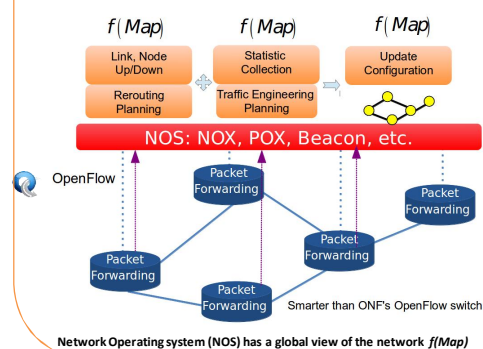 f(Map) f(Map) f(Map)
Link, Node
Up/Down
Statistic
Collection
Update
Configuration
Rerouting
Planning
Traffic Engineering
Planning
NOS: NOX, POX, Beacon, etc.
OpenFlow
Packet
Forwarding
Packet
Forwarding
Packet
Forwarding
Packet
Forwarding
Packet
Forwarding
Smarter than ONF's OpenFlow switch
Network Operating system (NOS) has a global view of the network f(Map)